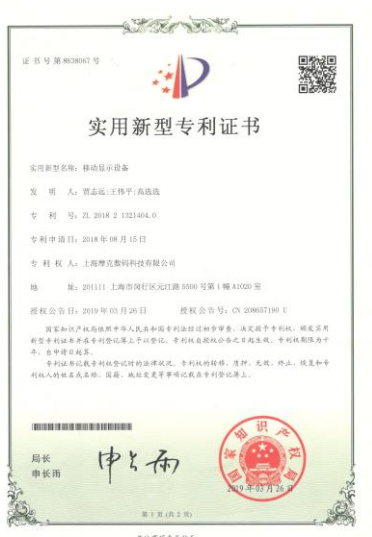 证书号第8638067号
实用新型专利证书
实用新型名称：移动显示设备
发 明 人：曾志远;王伟平;高选选
专 利 号：ZL 2018 2 1321404.0
专利申请日：2018年08月15日
专 利 权 人：上海摩克数码科技有限公司
地 址：201111 上海市闵行区元江路5500号第1幢A1020室
授权公告日：2019年03月26日 授权公告号：CN 208657190 U
国家知识产权局依照中华人民共和国专利法经过初步审查，决定授予专利权，颁发实用
新型专利证书并在专利登记簿上予以登记。专利权自授权公告之日起生效。专利权期限为十
年，自申请日起算。
专利证书记载专利权登记时的法律状况。专利权的转移、质押、无效、终止、恢复和专
利权人的姓名或名称、国籍、地址变更等事项记载在专利登记簿上。
局长
申长雨
申长雨
国家知识产权局
2019年03月26日
第 1 页 (共 2 页)